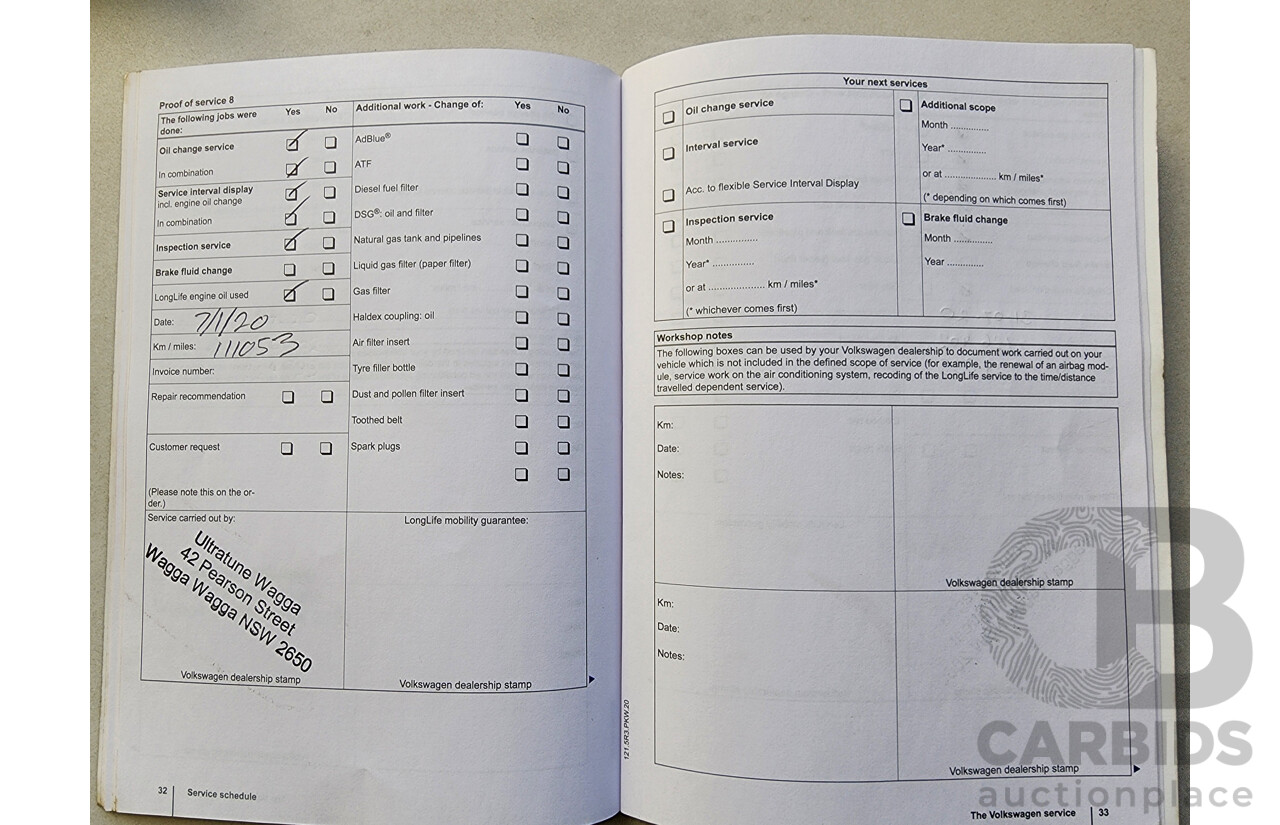 Proof of service 8
The following jobs were done:
Yes No
Additional work - Change of: Yes No
Oil change service
In combination
Service interval display
incl. engine oil change
In combination
Inspection service
Brake fluid change
LongLife engine oil used
Date: 7/1/20
Km / miles: 111053
Invoice number:
Repair recommendation
Customer request
(Please note this on the or-
der.)
AdBlue®
ATF
Diesel fuel filter
DSG®: oil and filter
Natural gas tank and pipelines
Liquid gas filter (paper filter)
Gas filter
Haldex coupling: oil
Air filter insert
Tyre filler bottle
Dust and pollen filter insert
Toothed belt
Spark plugs
Service carried out by:
Ultratune Wagga
42 Pearson Street
Wagga Wagga NSW 2650
Volkswagen dealership stamp
LongLife mobility guarantee:
Volkswagen dealership stamp
32 Service schedule
121.5R3.PKW.20
Your next services
Oil change service
Interval service
Acc. to flexible Service Interval Display
Inspection service
Month ..............
Year* ..............
or at .................... km / miles*
(* whichever comes first)
Additional scope
Month .............
Year* .............
or at .................. km / miles*
(* depending on which comes first)
Brake fluid change
Month .............
Year .............
Workshop notes
The following boxes can be used by your Volkswagen dealership to document work carried out on your
vehicle which is not included in the defined scope of service (for example, the renewal of an airbag mod-
ule, service work on the air conditioning system, recoding of the LongLife service to the time/distance
travelled dependent service).
Km:
Date:
Notes:
Volkswagen dealership stamp
Km:
Date:
Notes:
Volkswagen dealership stamp
The Volkswagen service 33
CB
CARBIDS
auctionplace